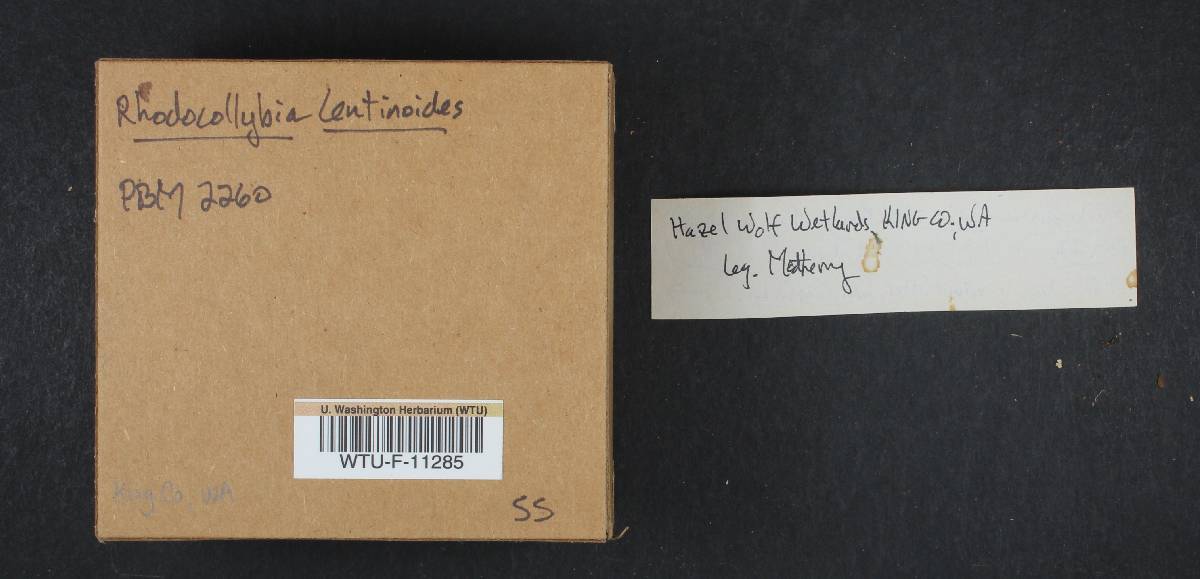 Rhodocollybia lentinoides
PBM 2260
U. Washington Herbarium (WTU)
WTU-F-11285
King Co, WA
SS
Hazel Wolf Wetlands, KING CO; WA
Leg. Metheny